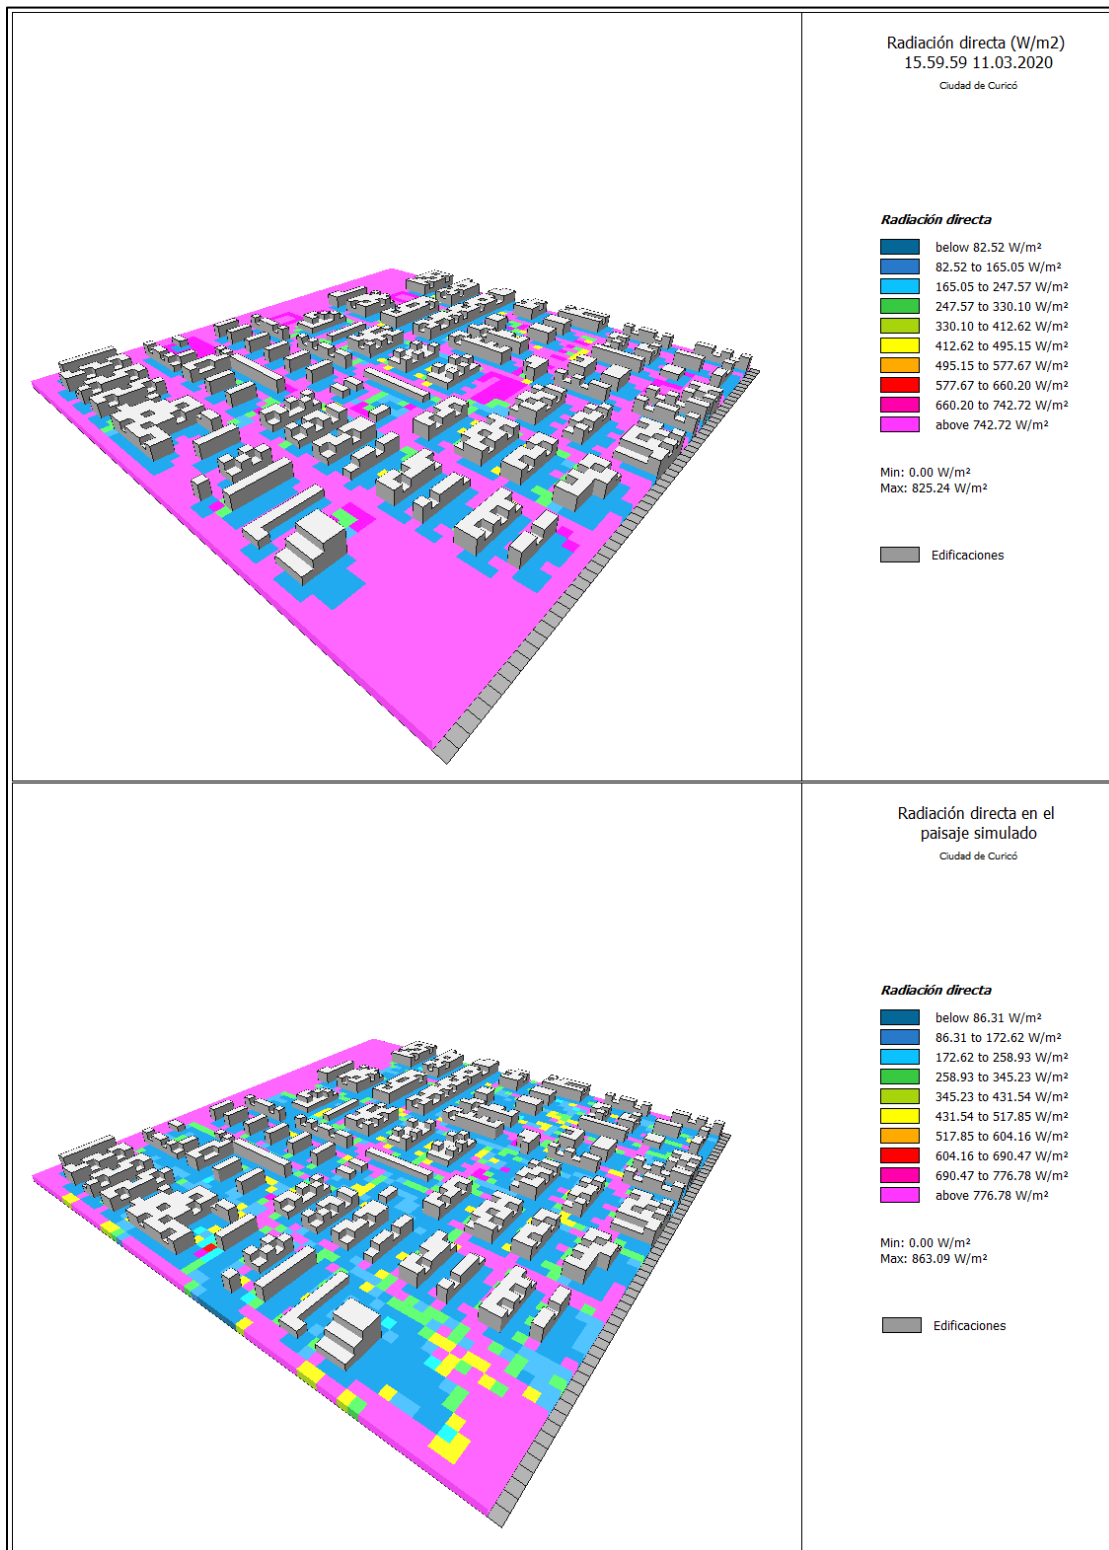 Radiación directa (W/m2)
15.59.59 11.03.2020
Ciudad de Curicó
Radiación directa
below 82.52 W/m²
82.52 to 165.05 W/m²
165.05 to 247.57 W/m²
247.57 to 330.10 W/m²
330.10 to 412.62 W/m²
412.62 to 495.15 W/m²
495.15 to 577.67 W/m²
577.67 to 660.20 W/m²
660.20 to 742.72 W/m²
above 742.72 W/m²
Min: 0.00 W/m²
Max: 825.24 W/m²
Edificaciones
Radiación directa en el
paisaje simulado
Ciudad de Curicó
Radiación directa
below 86.31 W/m²
86.31 to 172.62 W/m²
172.62 to 258.93 W/m²
258.93 to 345.23 W/m²
345.23 to 431.54 W/m²
431.54 to 517.85 W/m²
517.85 to 604.16 W/m²
604.16 to 690.47 W/m²
690.47 to 776.78 W/m²
above 776.78 W/m²
Min: 0.00 W/m²
Max: 863.09 W/m²
Edificaciones